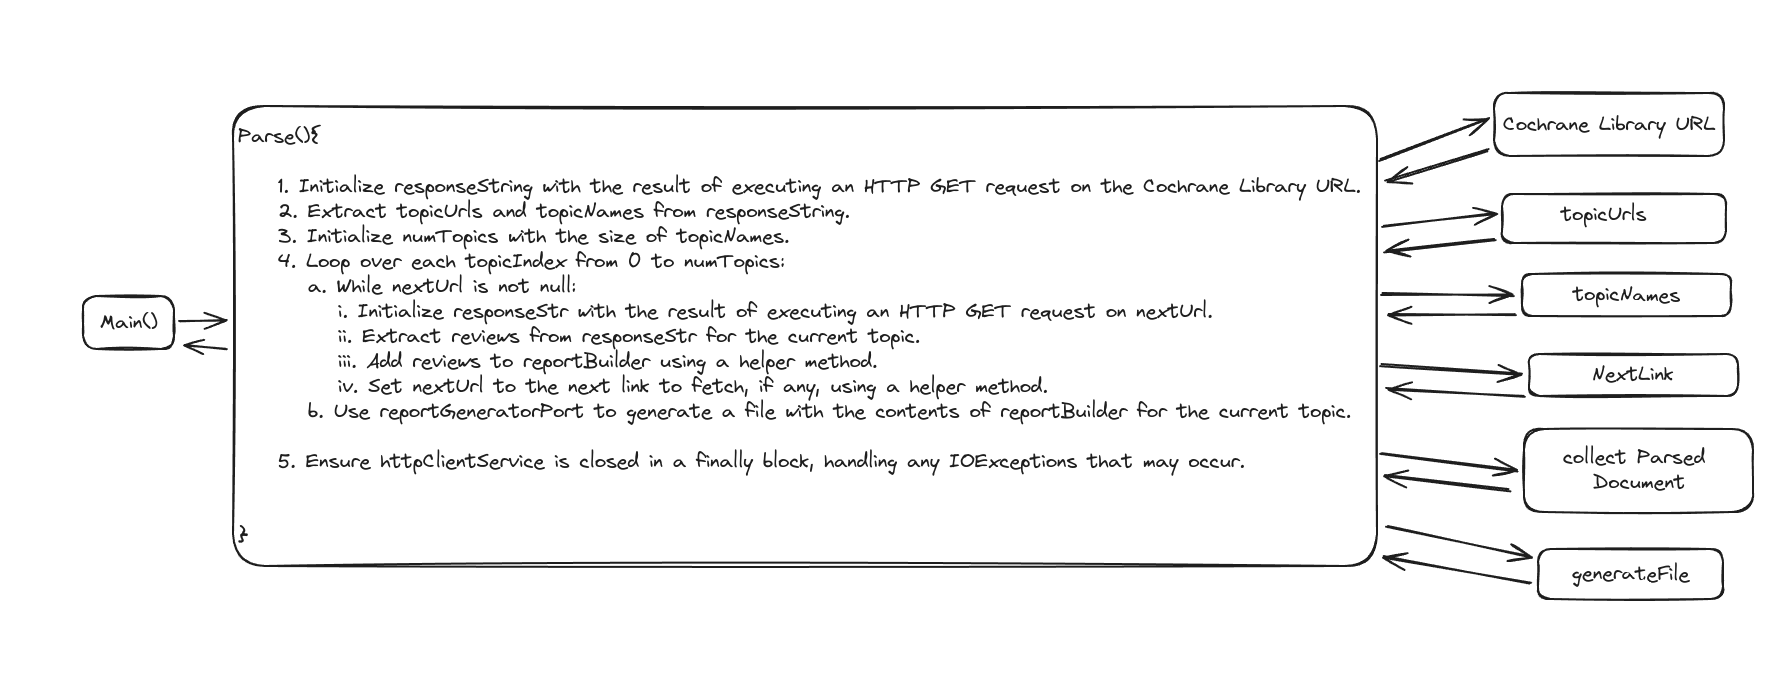 Parse(){
1. Initialize responseString with the result of executing an HTTP GET request on the Cochrane Library URL.
2. Extract topicUrls and topicNames from responseString.
3. Initialize numTopics with the size of topicNames.
4. Loop over each topicIndex from 0 to numTopics:
a. While nextUrl is not null:
i. Initialize responseStr with the result of executing an HTTP GET request on nextUrl.
ii. Extract reviews from responseStr for the current topic.
iii. Add reviews to reportBuilder using a helper method.
iv. Set nextUrl to the next link to fetch, if any, using a helper method.
b. Use reportGeneratorPort to generate a file with the contents of reportBuilder for the current topic.
5. Ensure httpClientService is closed in a finally block, handling any IOExceptions that may occur.
}
Main()
Cochrane Library URL
topicUrls
topicNames
NextLink
collect Parsed
Document
generateFile